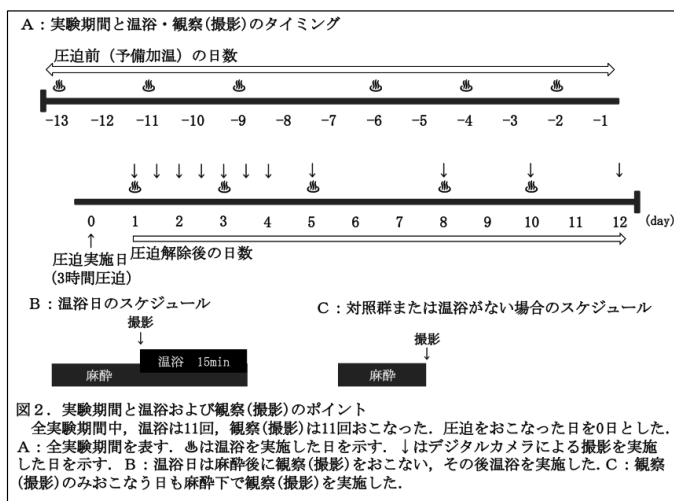 A：実験期間と温浴・観察(撮影)のタイミング
圧迫前（予備加温）の日数
-13 -12 -11 -10 -9 -8 -7 -6 -5 -4 -3 -2 -1
0 1 2 3 4 5 6 7 8 9 10 11 12 (day)
圧迫実施日
(3時間圧迫)
圧迫解除後の日数
B：温浴日のスケジュール
撮影
温浴 15min
麻酔
C：対照群または温浴がない場合のスケジュール
撮影
麻酔
図２．実験期間と温浴および観察(撮影)のポイント
全実験期間中，温浴は11回，観察(撮影)は11回おこなった．圧迫をおこなった日を0日とした．
A：全実験期間を表す．♨は温浴を実施した日を示す．↓はデジタルカメラによる撮影を実施
した日を示す．B：温浴日は麻酔後に観察(撮影)をおこない，その後温浴を実施した．C：観察
(撮影)のみおこなう日も麻酔下で観察(撮影)を実施した．